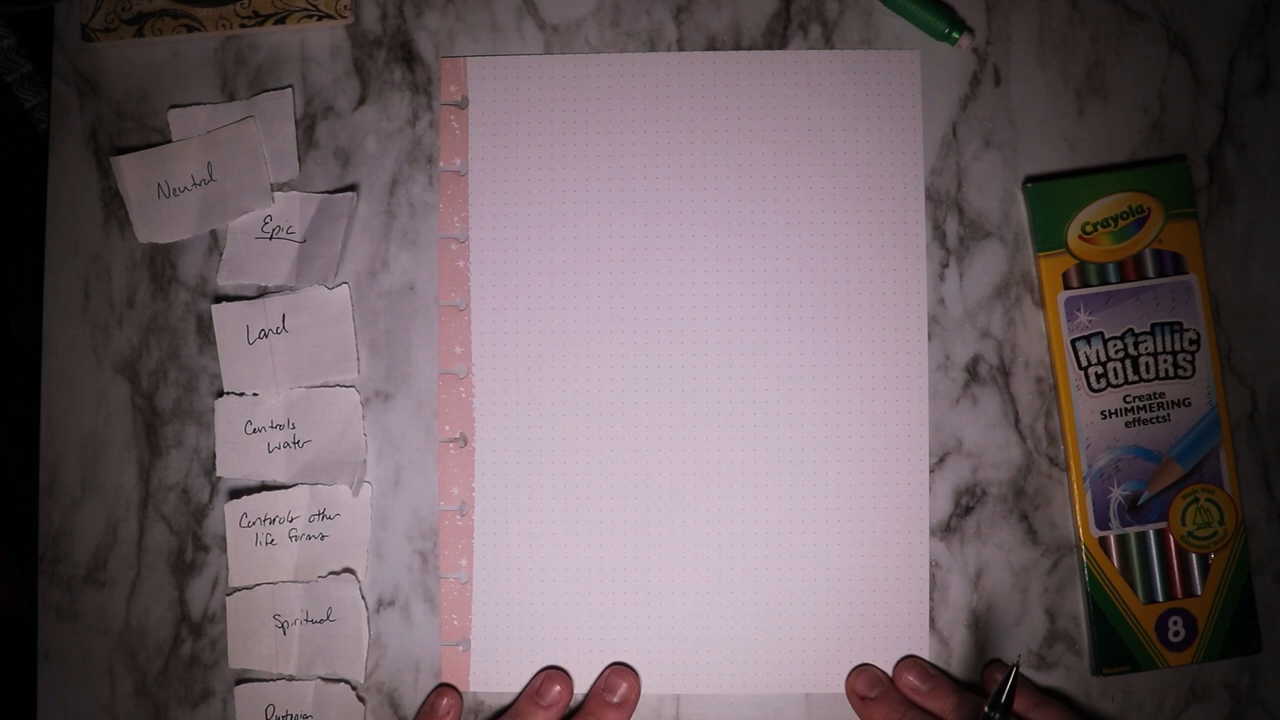 Neutral
Epic
Land
Controls
water
Controls other
life forms
Spiritual
Crayola
Metallic
COLORS
Create
SHIMMERING
effects!
8